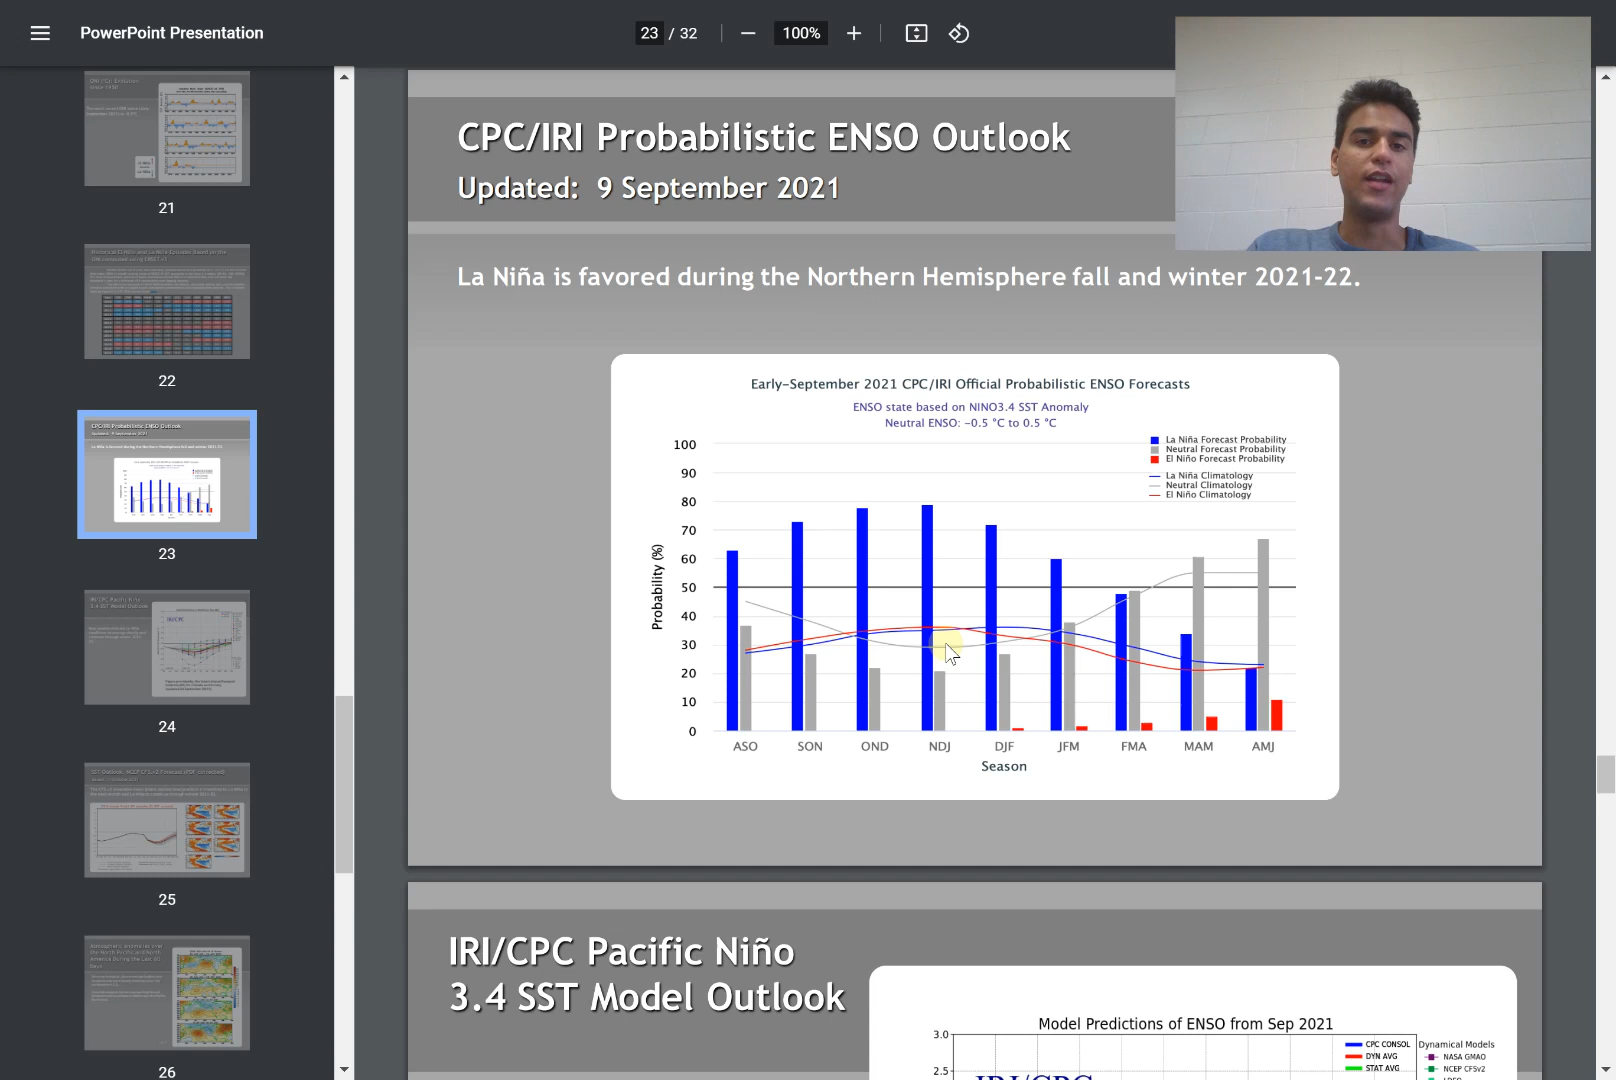 PowerPoint Presentation
23 / 32
100%
21
22
23
24
25
26
CPC/IRI Probabilistic ENSO Outlook
Updated: 9 September 2021
La Niña is favored during the Northern Hemisphere fall and winter 2021-22.
Early-September 2021 CPC/IRI Official Probabilistic ENSO Forecasts
ENSO state based on NINO3.4 SST Anomaly
Neutral ENSO: -0.5 °C to 0.5 °C
La Niña Forecast Probability
Neutral Forecast Probability
El Niño Forecast Probability
La Niña Climatology
Neutral Climatology
El Niño Climatology
Probability (%)
100
90
80
70
60
50
40
30
20
10
0
ASO SON OND NDJ DJF JFM FMA MAM AMJ
Season
IRI/CPC Pacific Niño
3.4 SST Model Outlook
Model Predictions of ENSO from Sep 2021
3.0
2.5
IRI/CPC
CPC CONSOL
DYN AVG
STAT AVG
Dynamical Models
NASA GMAO
NCEP CFSv2